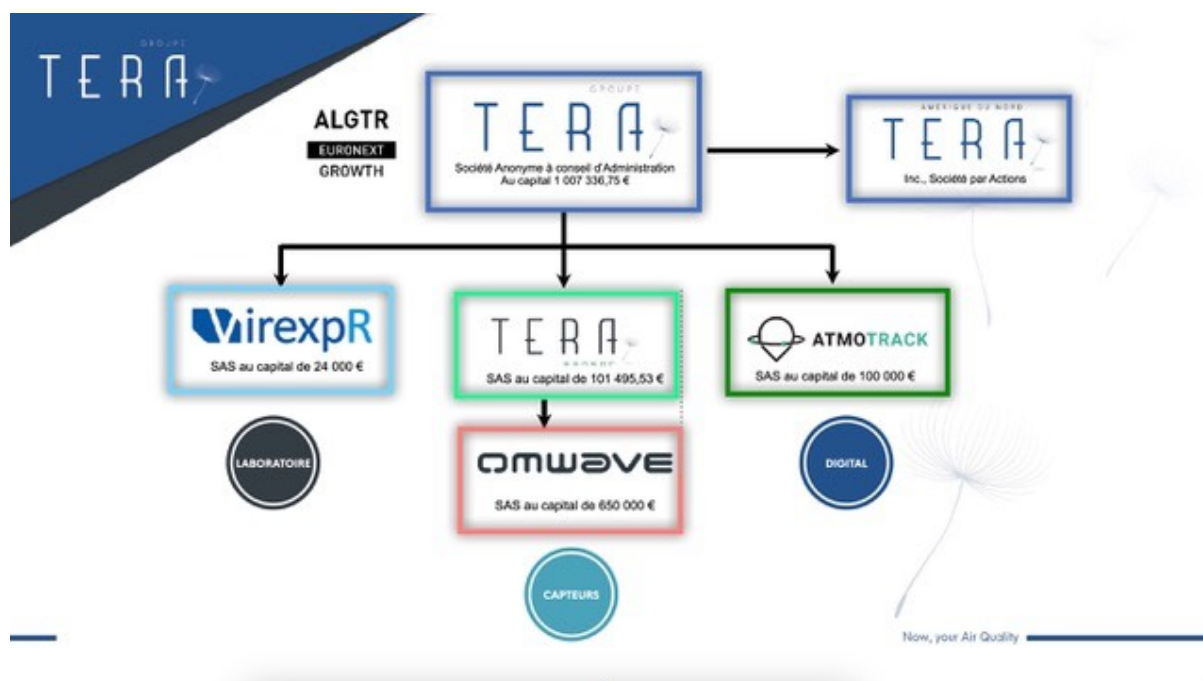 GROUPE
TERA
ALGTR
EURONEXT
GROWTH
GROUPE
TERA
Société Anonyme à conseil d'Administration
Au capital 1 007 336,75 €
AMÉRIQUE DU NORD
TERA
Inc., Société par Actions
VirexpR
SAS au capital de 24 000 €
TERA
sensor
SAS au capital de 101 495,53 €
ATMOTRACK
SAS au capital de 100 000 €
LABORATOIRE
OMWAVE
SAS au capital de 650 000 €
DIGITAL
CAPTEURS
Now, your Air Quality